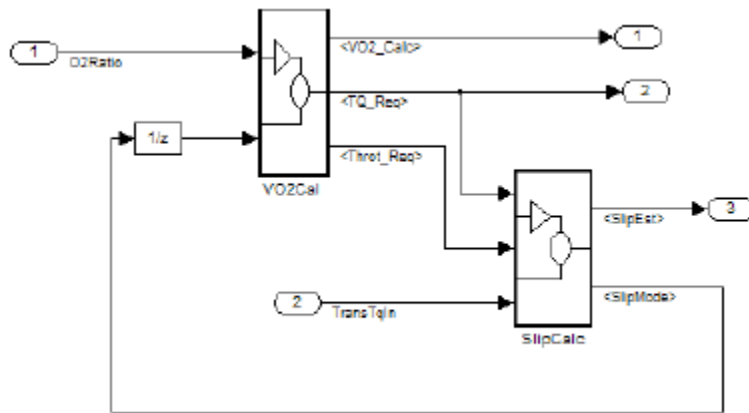 <VO2_Calc>
1
1
O2Ratio
<TQ_Req>
2
1/z
<Throt_Req>
VO2Cal
<SlipEst>
3
2
TransTqIn
<SlipMode>
SlipCalc